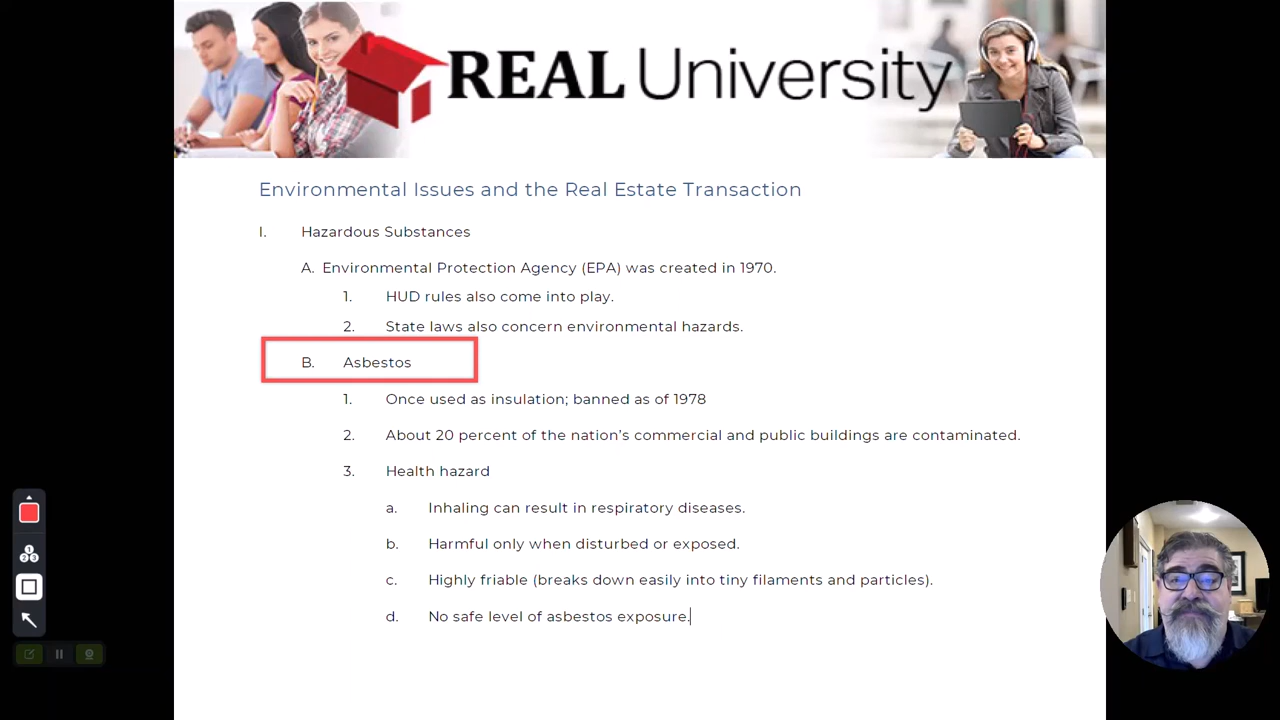 REAL University
Environmental Issues and the Real Estate Transaction
I. Hazardous Substances
A. Environmental Protection Agency (EPA) was created in 1970.
1. HUD rules also come into play.
2. State laws also concern environmental hazards.
B. Asbestos
1. Once used as insulation; banned as of 1978
2. About 20 percent of the nation’s commercial and public buildings are contaminated.
3. Health hazard
a. Inhaling can result in respiratory diseases.
b. Harmful only when disturbed or exposed.
c. Highly friable (breaks down easily into tiny filaments and particles).
d. No safe level of asbestos exposure.